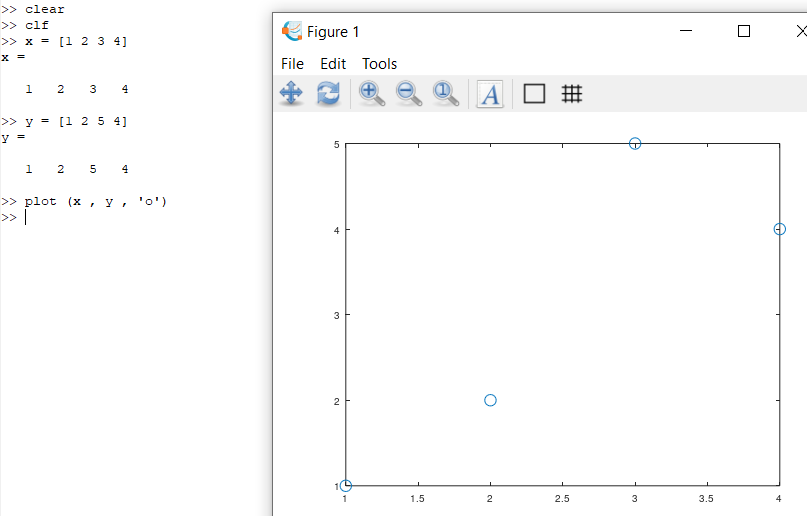 >> clear
>> clf
>> x = [1 2 3 4]
x =
1 2 3 4
>> y = [1 2 5 4]
y =
1 2 5 4
>> plot (x , y , 'o')
>>
Figure 1
File Edit Tools
1
A
5
4
3
2
1
1 1.5 2 2.5 3 3.5 4